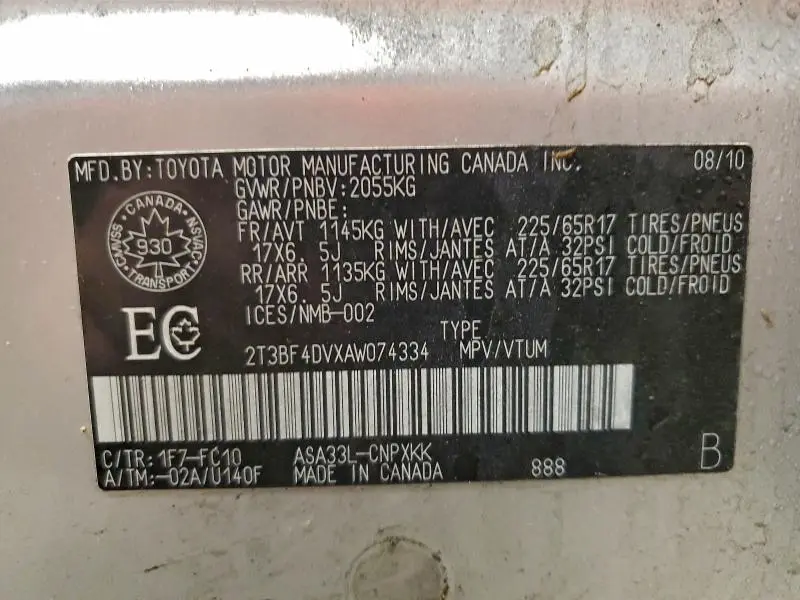 MFD.BY:TOYOTA MOTOR MANUFACTURING CANADA INC. 08/10
GVWR/PNBV:2055KG
GAWR/PNBE:
FR/AVT 1145KG WITH/AVEC 225/65R17 TIRES/PNEUS
17X6. 5J RIMS/JANTES AT/A 32PSI COLD/FROID
RR/ARR 1135KG WITH/AVEC 225/65R17 TIRES/PNEUS
17X6. 5J RIMS/JANTES AT/A 32PSI COLD/FROID
ICES/NMB-002
CANADA
CMVSS NSVAC
930
TRANSPORT
EC
TYPE
2T3BF4DVXAW074334 MPV/VTUM
C/TR:1F7-FC10 ASA33L-CNPXKK
A/TM:-02A/U140F MADE IN CANADA 888 B